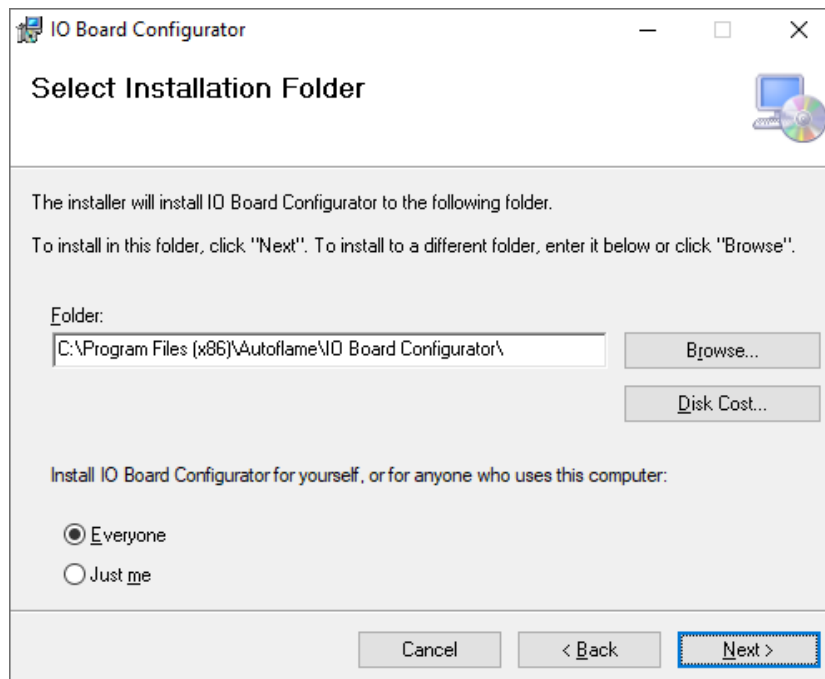 IO Board Configurator
Select Installation Folder
The installer will install IO Board Configurator to the following folder.
To install in this folder, click "Next". To install to a different folder, enter it below or click "Browse".
Folder:
C:\Program Files (x86)\Autoflame\IO Board Configurator\
Browse...
Disk Cost...
Install IO Board Configurator for yourself, or for anyone who uses this computer:
Everyone
Just me
Cancel
< Back
Next >